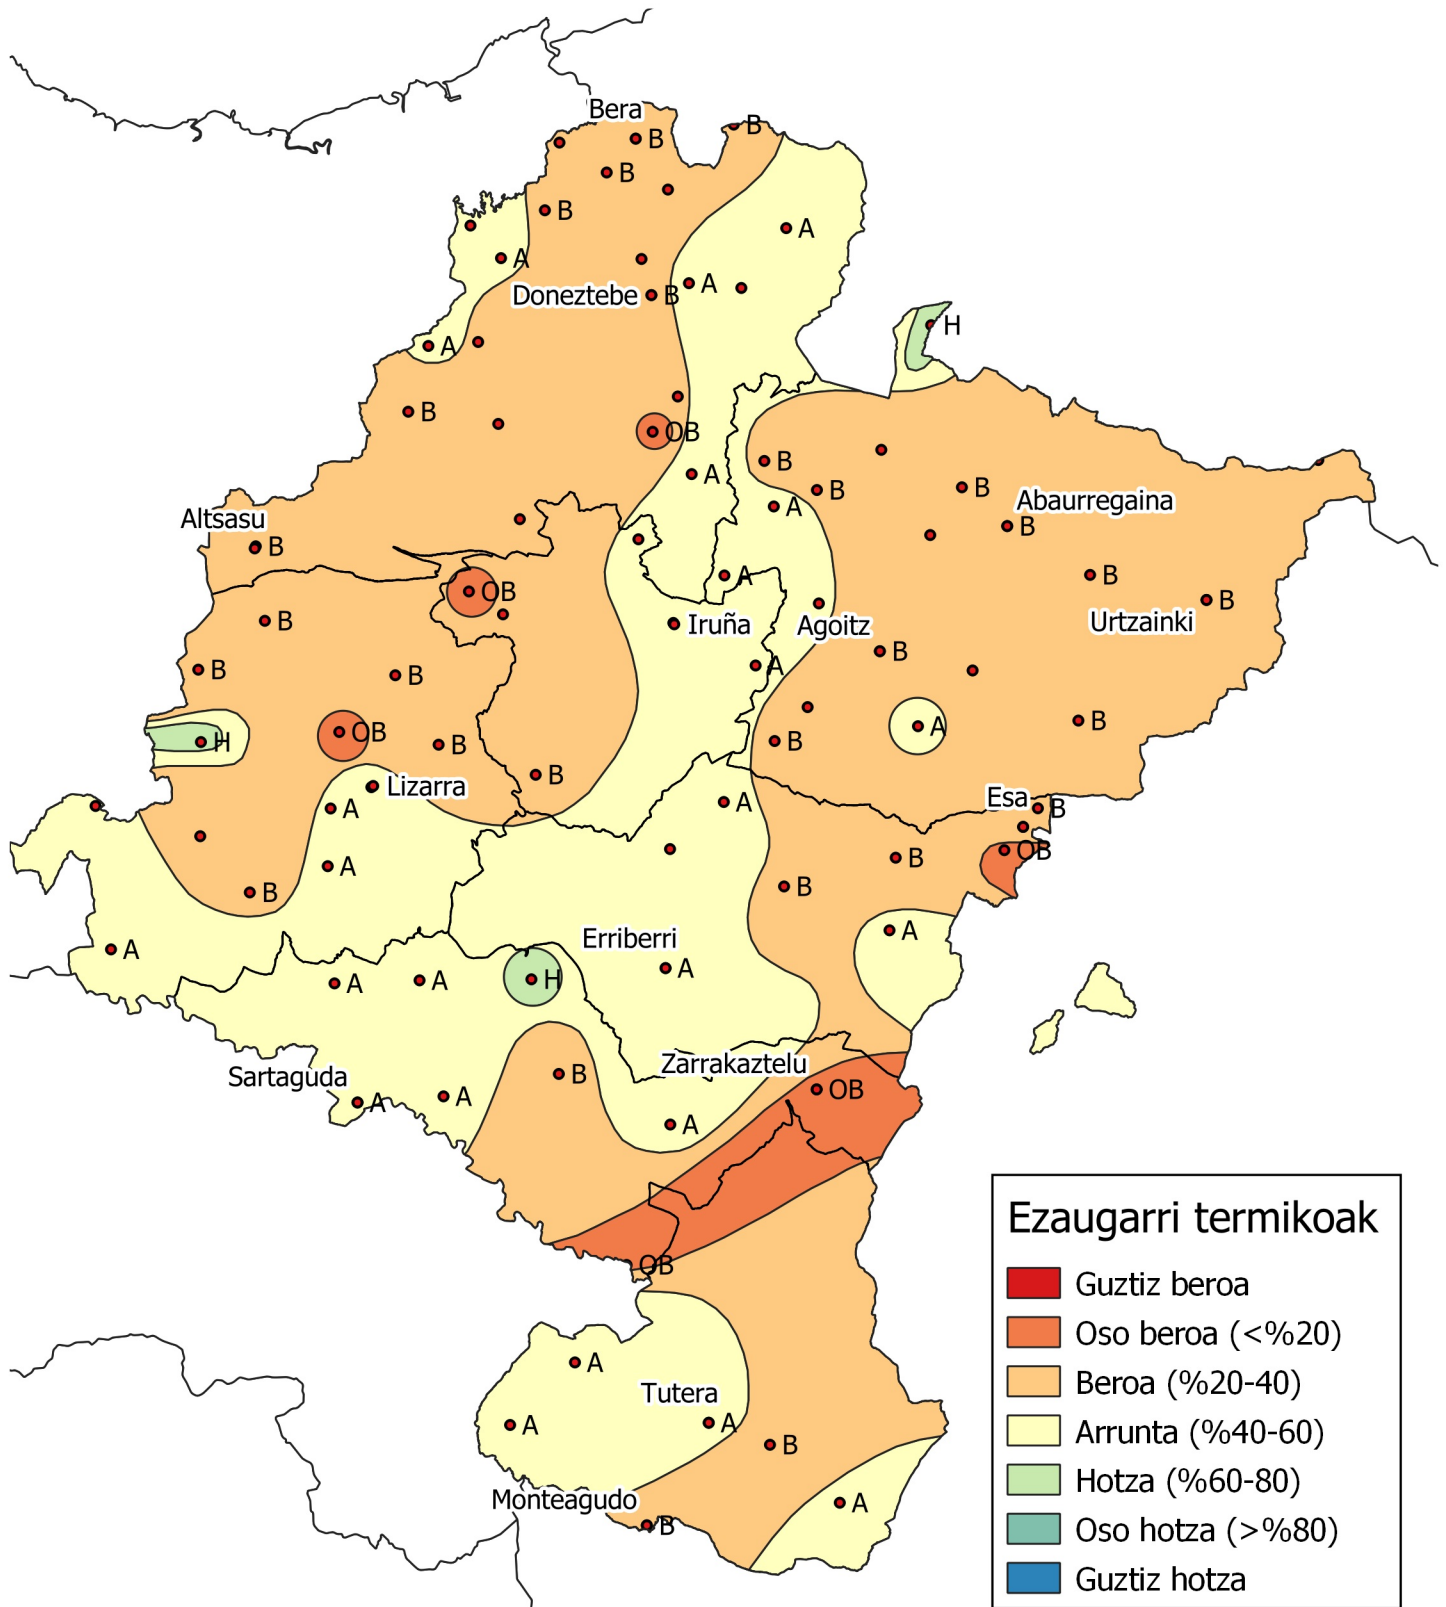 Bera
B
B
B
B
A
A
A
Doneztebe
B
H
A
B
OB
A
B
B
B
Abaurregaina
A
B
Altsasu
B
A
B
OB
B
B
Urtzainki
Iruña
Agoitz
B
B
A
B
B
A
H
OB
B
B
B
Lizarra
Esa
A
A
B
A
OB
B
B
B
A
A
Erriberri
A
A
A
H
Zarrakaztelu
Sartaguda
B
OB
A
A
A
OB
A
Tutera
A
A
B
Monteagudo
A
B
Ezaugarri termikoak
Guztiz beroa
Oso beroa (<%20)
Beroa (%20-40)
Arrunta (%40-60)
Hotza (%60-80)
Oso hotza (>%80)
Guztiz hotza